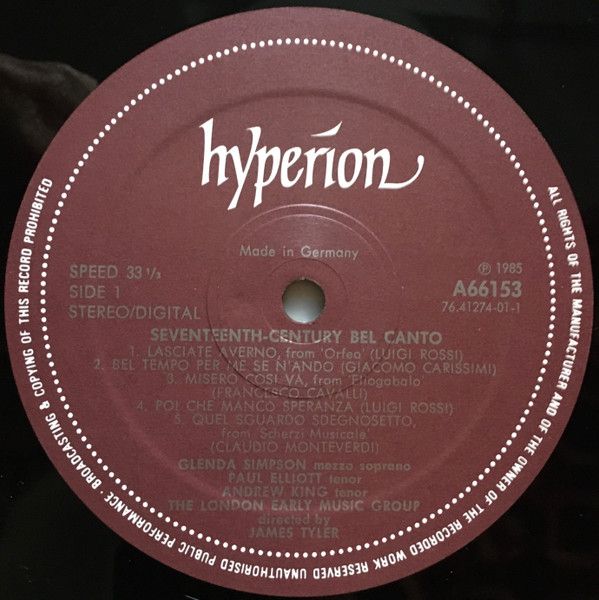 hyperion
Made in Germany
SPEED 33 1/3
SIDE 1
STEREO/DIGITAL
℗ 1985
A66153
76.41274-01-1
SEVENTEENTH-CENTURY BEL CANTO
1. LASCIATE AVERNO, from 'Orfeo' (LUIGI ROSSI)
2. BEL TEMPO PER ME SE N'ANDO (GIACOMO CARISSIMI)
3. MISERO COSI VA, from 'Eliogabalo'
(FRANCESCO CAVALLI)
4. POI CHE MANCO SPERANZA (LUIGI ROSSI)
5. QUEL SGUARDO SDEGNOSETTO,
from 'Scherzi Musicale'
(CLAUDIO MONTEVERDI)
GLENDA SIMPSON mezzo soprano
PAUL ELLIOTT tenor
ANDREW KING tenor
THE LONDON EARLY MUSIC GROUP
directed by
JAMES TYLER
ALL RIGHTS OF THE MANUFACTURER AND OF THE OWNER OF THE RECORDED WORK RESERVED UNAUTHORISED PUBLIC PERFORMANCE BROADCASTING & COPYING OF THIS RECORD PROHIBITED